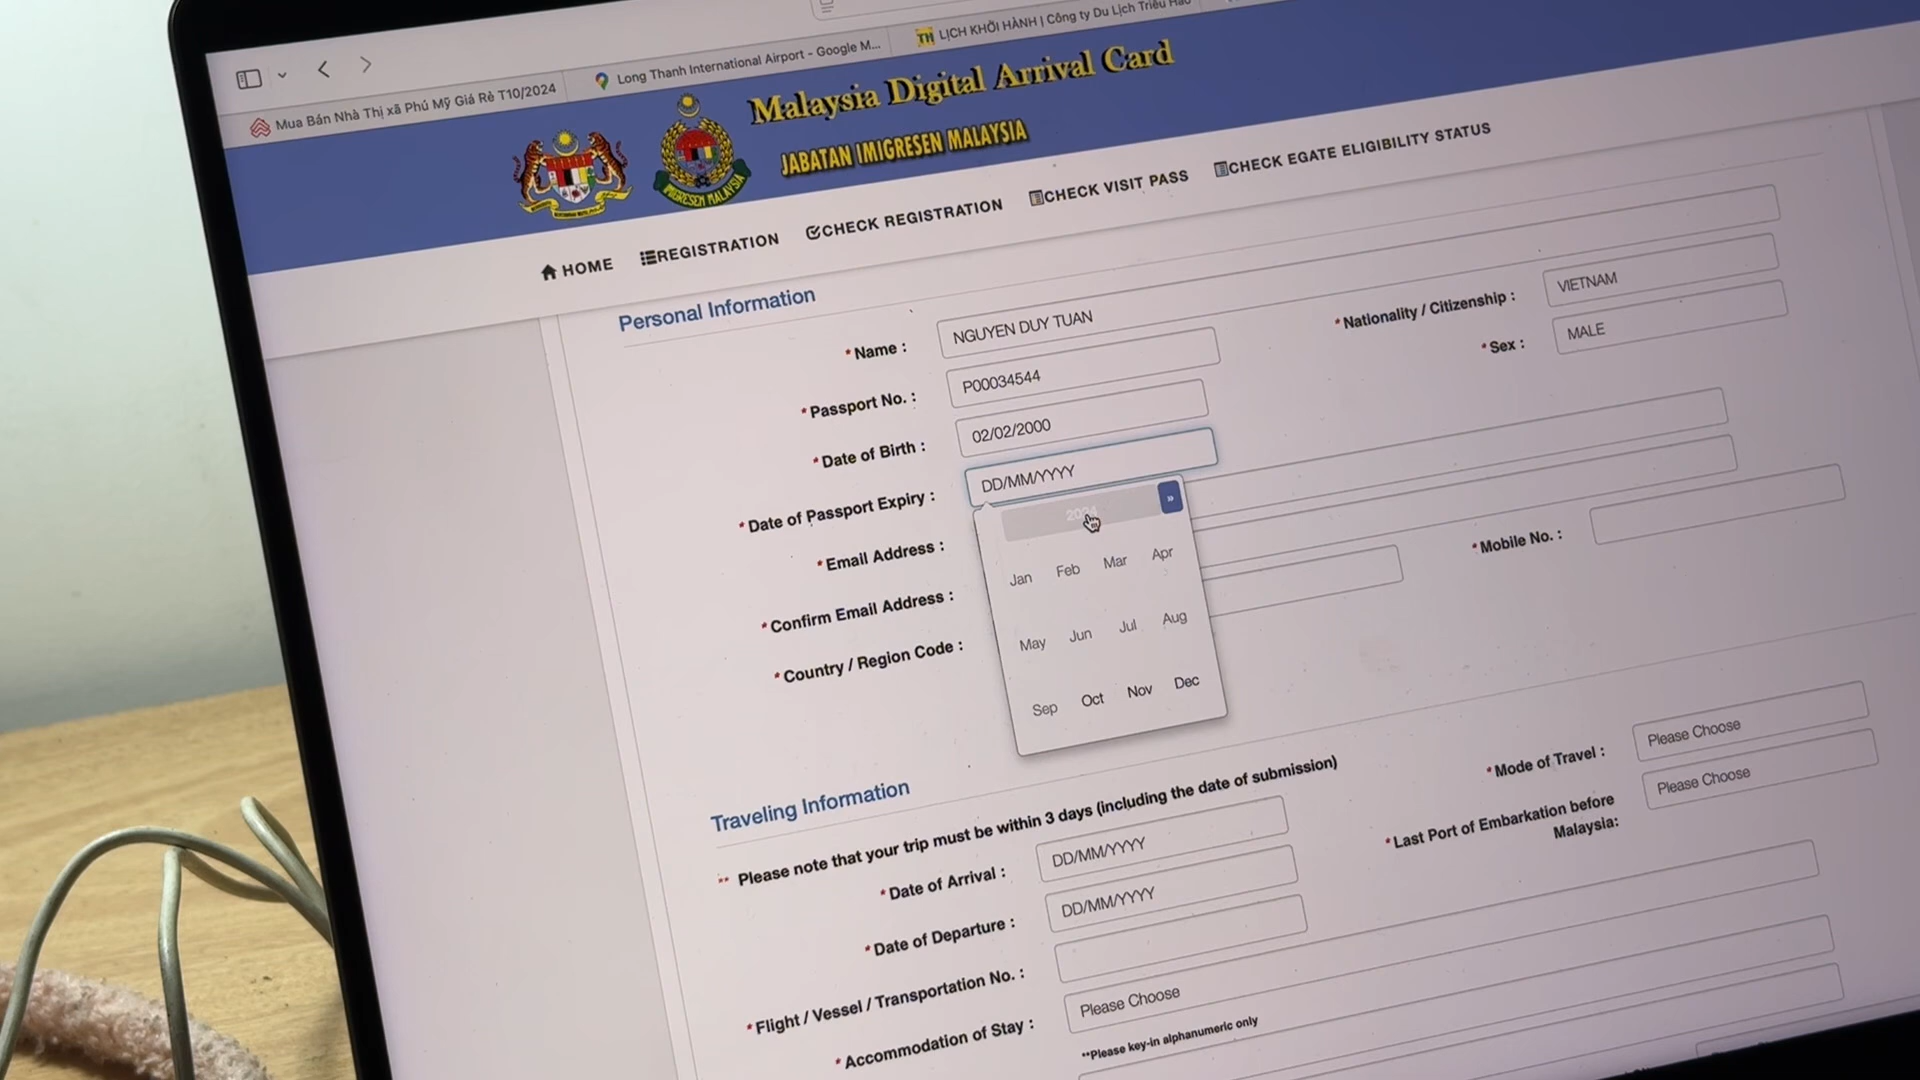 Mua Bán Nhà Thị xã Phú Mỹ Giá Rẻ T10/2024
Long Thanh International Airport - Google M...
TH LỊCH KHỞI HÀNH | Công ty Du Lịch Triều Hảo
Malaysia Digital Arrival Card
JABATAN IMIGRESEN MALAYSIA
IMIGRESEN MALAYSIA
HOME
REGISTRATION
CHECK REGISTRATION
CHECK VISIT PASS
CHECK EGATE ELIGIBILITY STATUS
Personal Information
* Name :
NGUYEN DUY TUAN
* Nationality / Citizenship :
VIETNAM
* Passport No. :
P00034544
* Sex :
MALE
* Date of Birth :
02/02/2000
* Date of Passport Expiry :
DD/MM/YYYY
2024
»
Jan Feb Mar Apr
May Jun Jul Aug
Sep Oct Nov Dec
* Email Address :
* Confirm Email Address :
* Country / Region Code :
* Mobile No. :
Traveling Information
** Please note that your trip must be within 3 days (including the date of submission)
* Date of Arrival :
DD/MM/YYYY
* Mode of Travel :
Please Choose
* Date of Departure :
DD/MM/YYYY
* Last Port of Embarkation before
Malaysia:
Please Choose
* Flight / Vessel / Transportation No. :
* Accommodation of Stay :
Please Choose
**Please key-in alphanumeric only